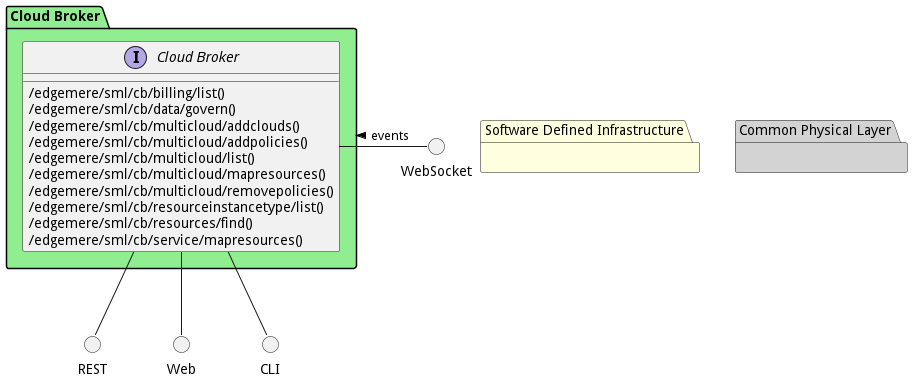 Cloud Broker
I Cloud Broker
/edgemere/sml/cb/billing/list()
/edgemere/sml/cb/data/govern()
/edgemere/sml/cb/multicloud/addclouds()
/edgemere/sml/cb/multicloud/addpolicies()
/edgemere/sml/cb/multicloud/list()
/edgemere/sml/cb/multicloud/mapresources()
/edgemere/sml/cb/multicloud/removepolicies()
/edgemere/sml/cb/resourceinstancetype/list()
/edgemere/sml/cb/resources/find()
/edgemere/sml/cb/service/mapresources()
events
WebSocket
Software Defined Infrastructure
Common Physical Layer
REST
Web
CLI